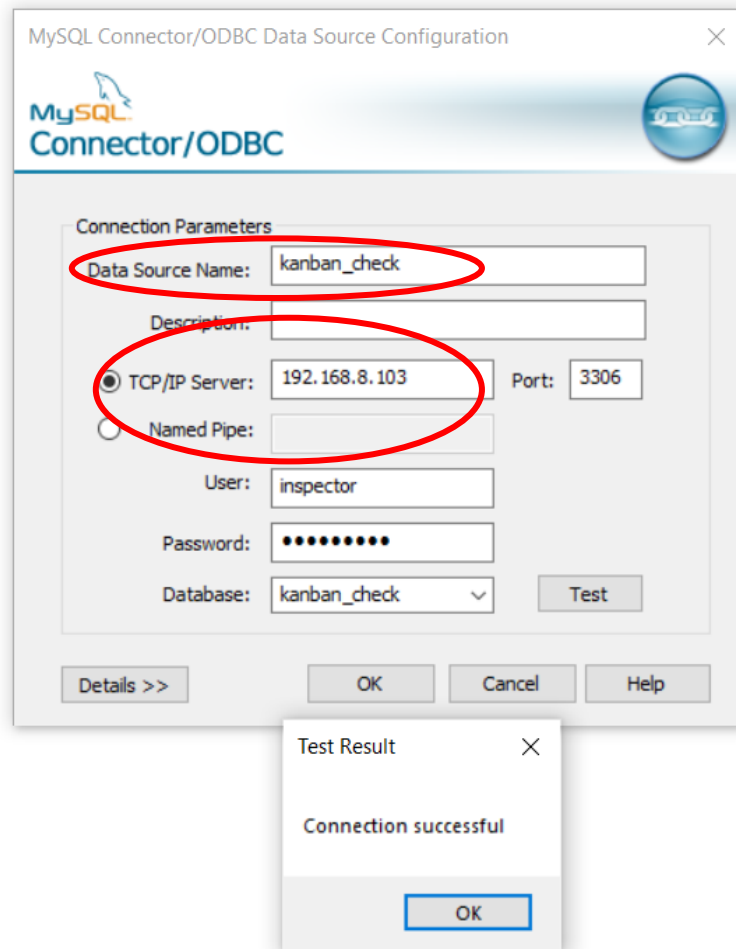 MySQL Connector/ODBC Data Source Configuration
MySQL
Connector/ODBC
Connection Parameters
Data Source Name: kanban_check
Description:
TCP/IP Server: 192.168.8.103 Port: 3306
Named Pipe:
User: inspector
Password: •••••••••
Database: kanban_check Test
Details >> OK Cancel Help
Test Result
Connection successful
OK